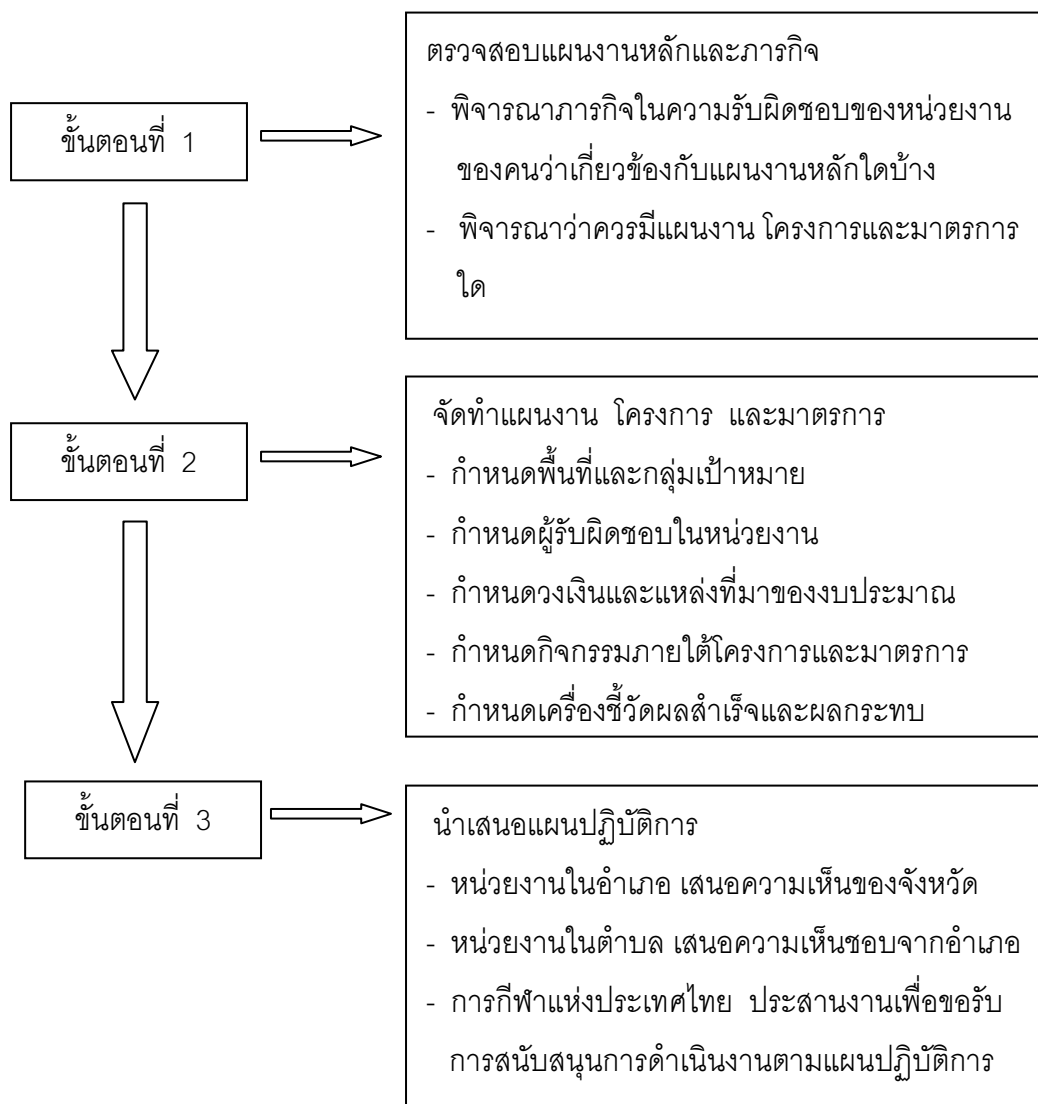 ขั้นตอนที่ 1
ตรวจสอบแผนงานหลักและภารกิจ
- พิจารณาภารกิจในความรับผิดชอบของหน่วยงาน
ของคนว่าเกี่ยวข้องกับแผนงานหลักใดบ้าง
- พิจารณาว่าควรมีแผนงาน โครงการและมาตรการ
ใด
ขั้นตอนที่ 2
จัดทำแผนงาน โครงการ และมาตรการ
- กำหนดพื้นที่และกลุ่มเป้าหมาย
- กำหนดผู้รับผิดชอบในหน่วยงาน
- กำหนดวงเงินและแหล่งที่มาของงบประมาณ
- กำหนดกิจกรรมภายใต้โครงการและมาตรการ
- กำหนดเครื่องชี้วัดผลสำเร็จและผลกระทบ
ขั้นตอนที่ 3
นำเสนอแผนปฏิบัติการ
- หน่วยงานในอำเภอ เสนอความเห็นของจังหวัด
- หน่วยงานในตำบล เสนอความเห็นชอบจากอำเภอ
- การกีฬาแห่งประเทศไทย ประสานงานเพื่อขอรับ
การสนับสนุนการดำเนินงานตามแผนปฏิบัติการ